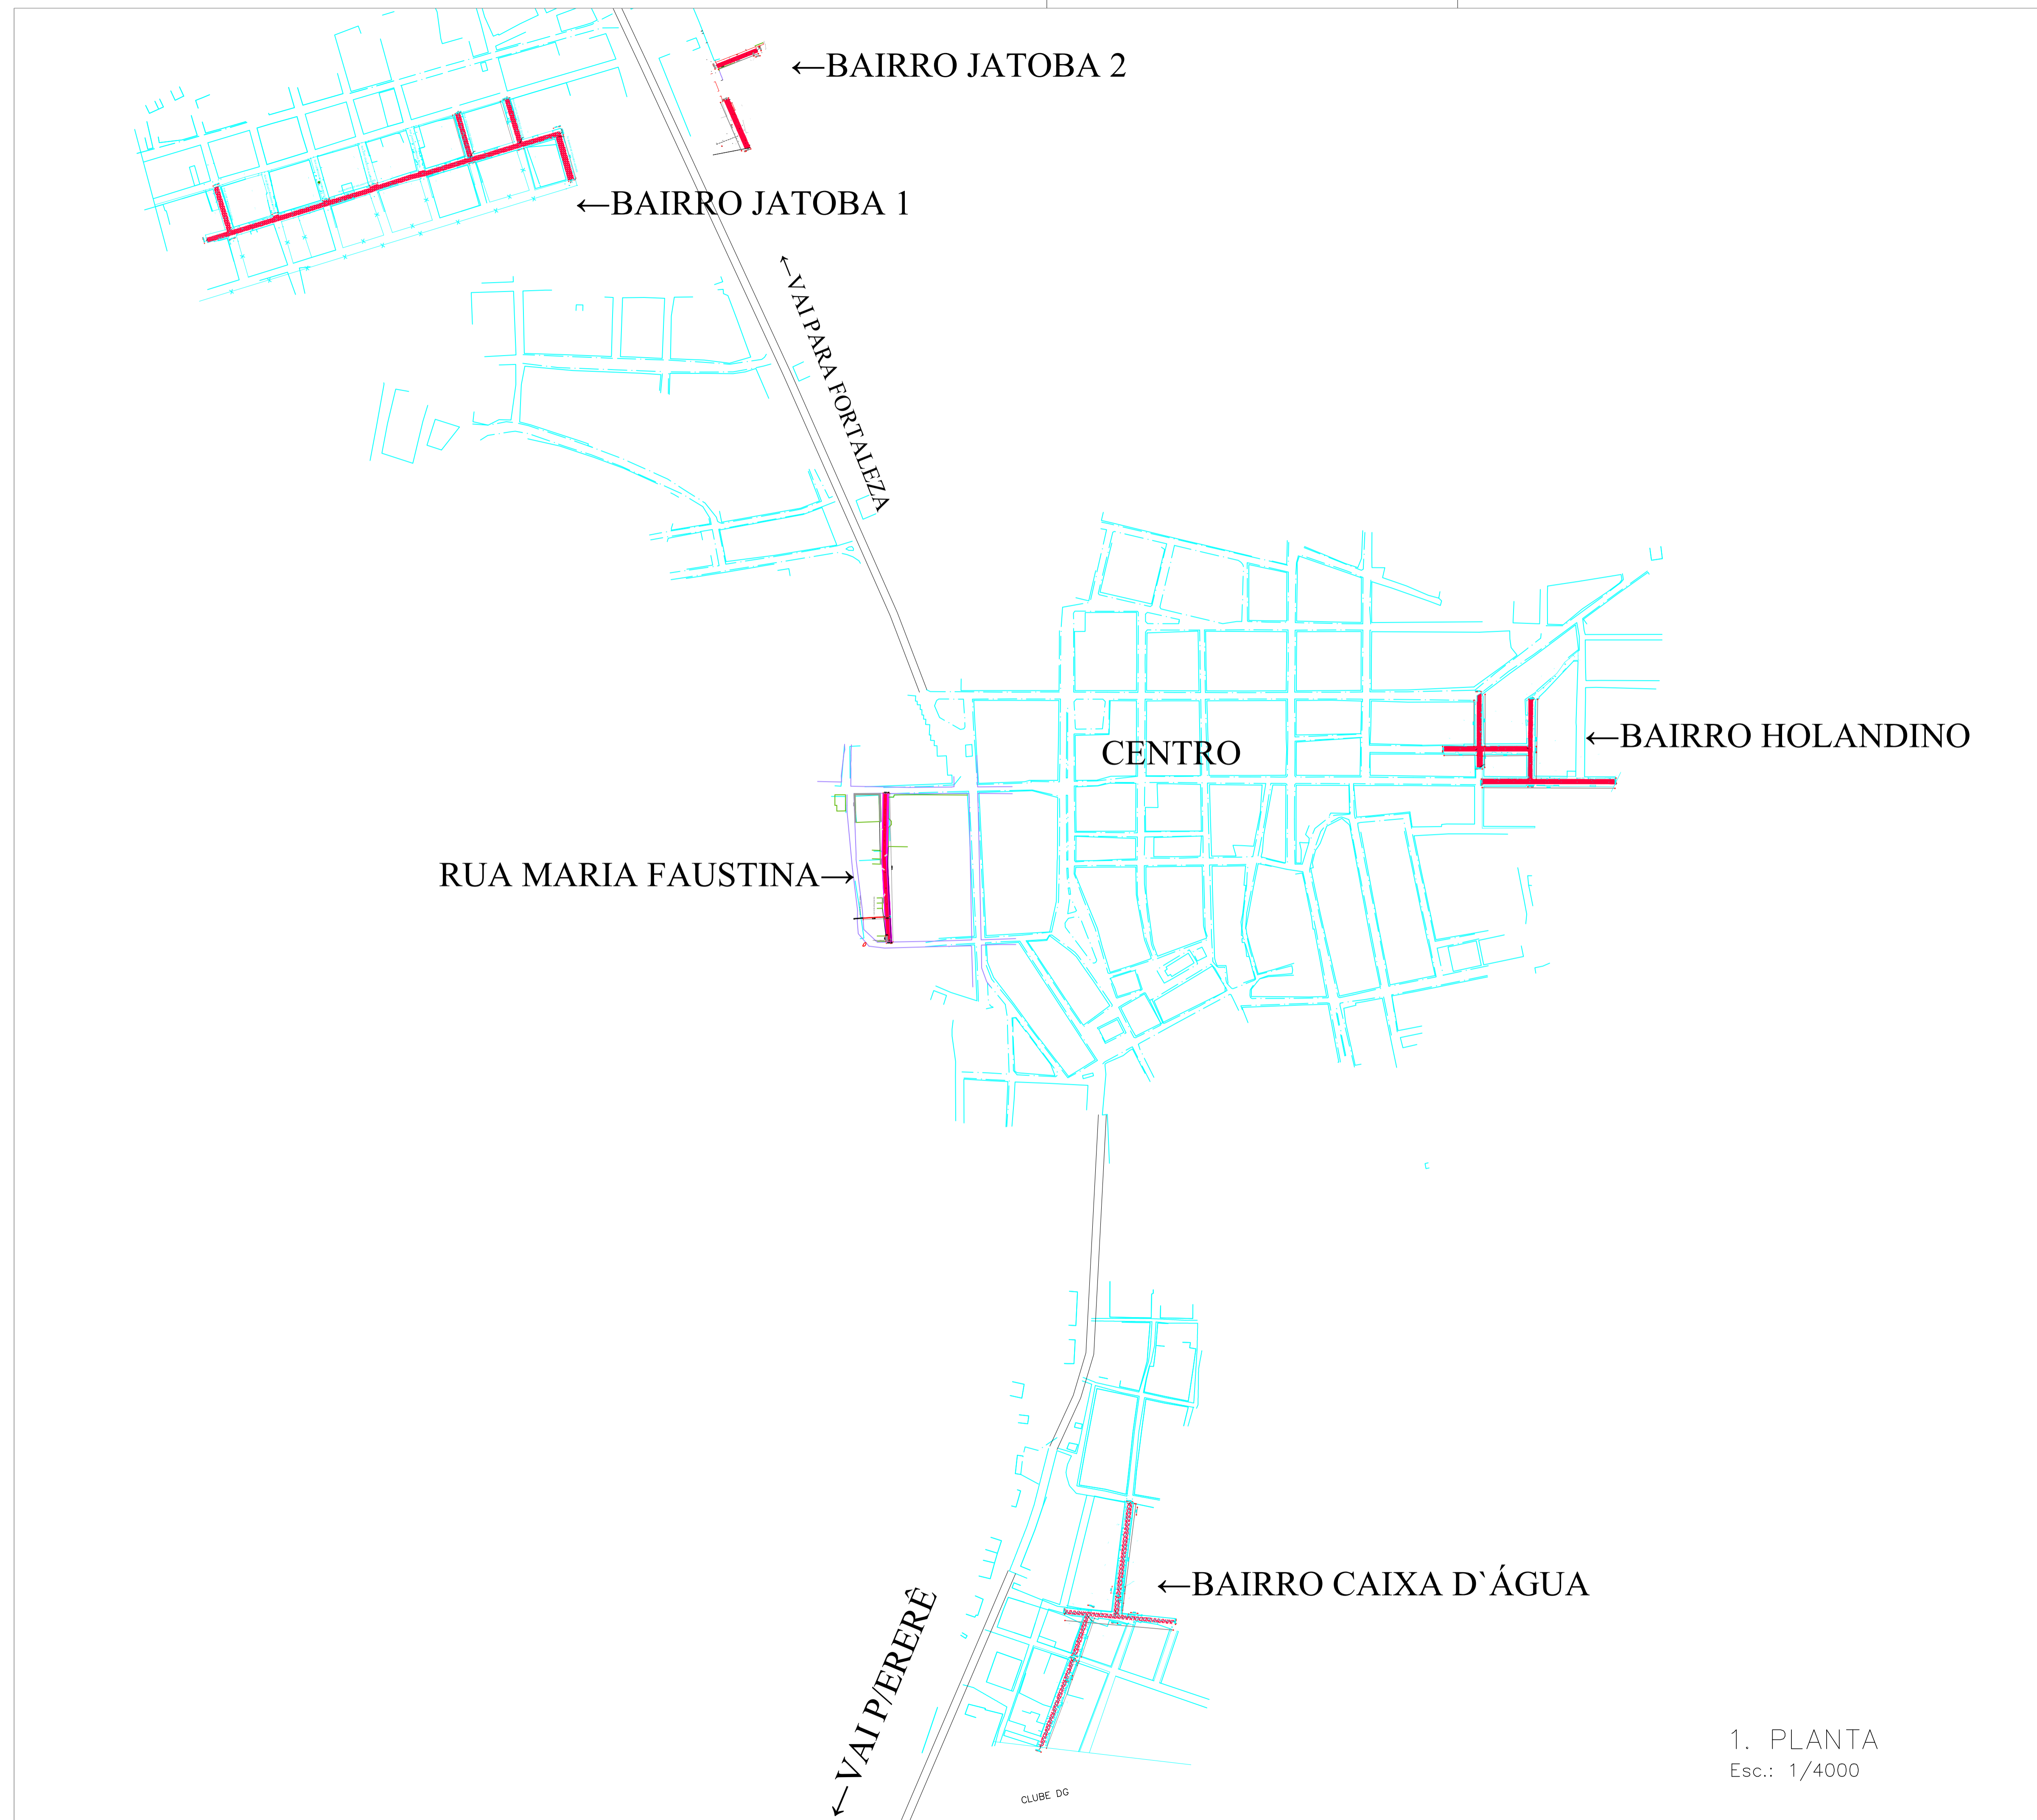 ←BAIRRO JATOBA 2
←BAIRRO JATOBA 1
←VAI PARA FORTALEZA
←BAIRRO HOLANDINO
CENTRO
RUA MARIA FAUSTINA→
←BAIRRO CAIXA D`ÁGUA
←VAI P/ERERÊ
1. PLANTA
Esc.: 1/4000
CLUBE DG